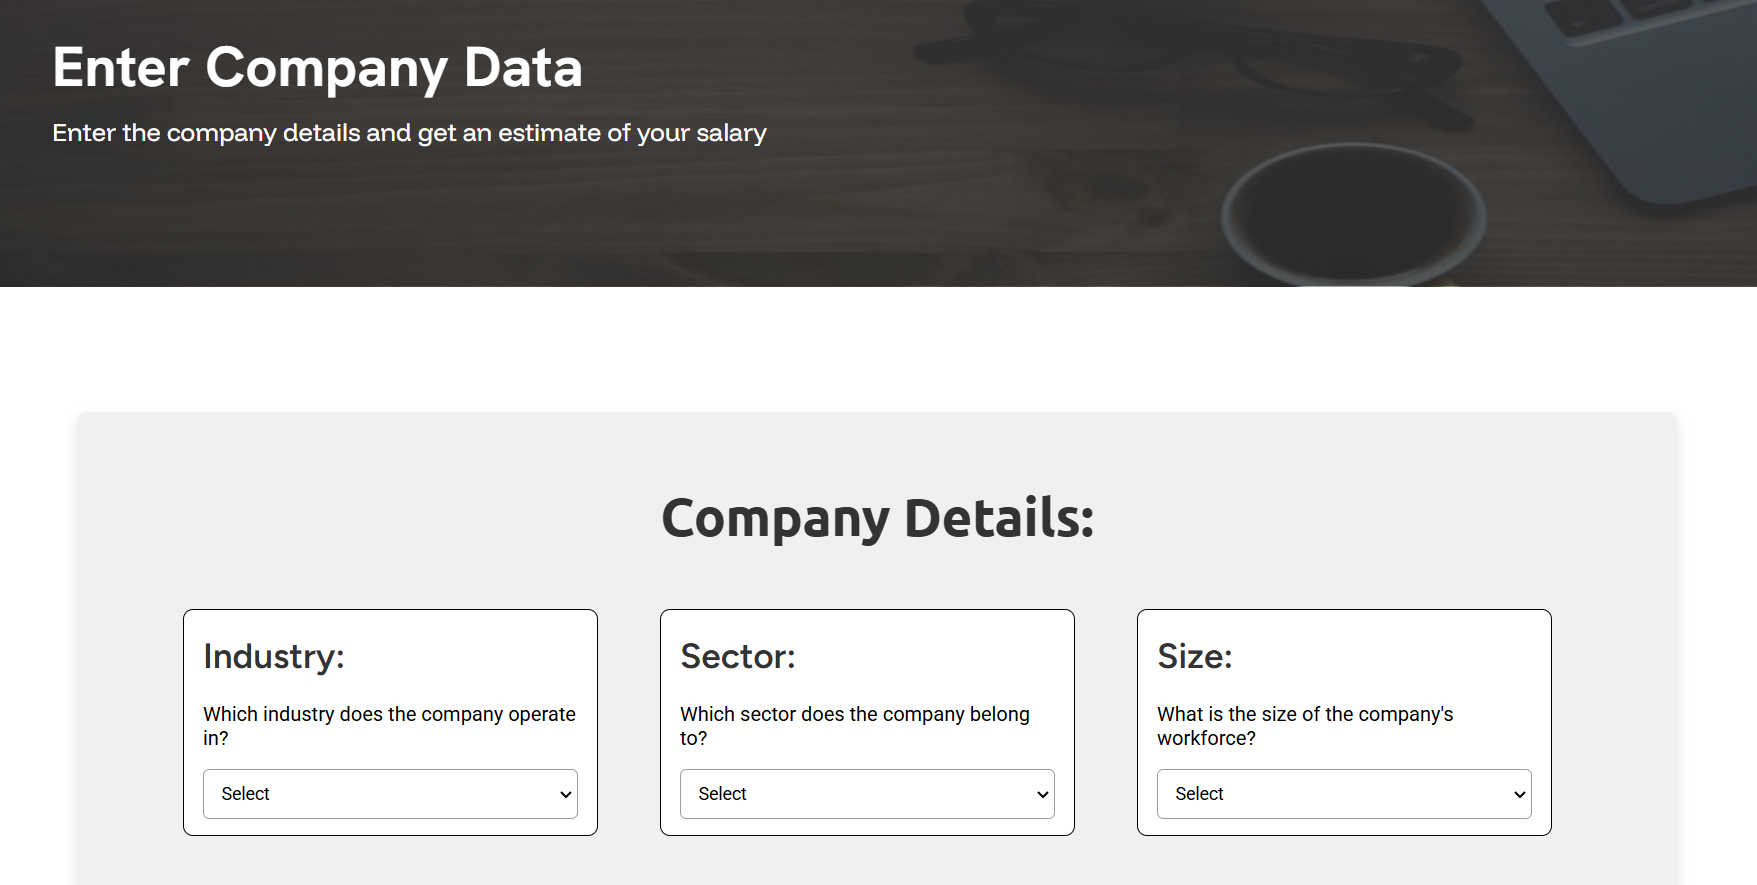 Enter Company Data
Enter the company details and get an estimate of your salary
Company Details:
Industry:
Which industry does the company operate
in?
Select
Sector:
Which sector does the company belong
to?
Select
Size:
What is the size of the company's
workforce?
Select